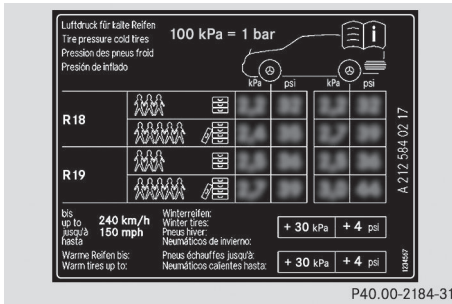 Luftdruck für kalte Reifen
Tire pressure cold tires
Pression des pneus froid
Presión de inflado
100 kPa = 1 bar
i
kPa psi kPa psi
R18
R19
A 212 584 02 17
bis
up to
jusqu'à
hasta
240 km/h
150 mph
Winterreifen:
Winter tires:
Pneus hiver:
Neumáticos de invierno:
+ 30 kPa + 4 psi
Warme Reifen bis:
Warm tires up to:
Pneus échauffes jusqu'à:
Neumáticos calientes hasta:
+ 30 kPa + 4 psi
1234567
P40.00-2184-31